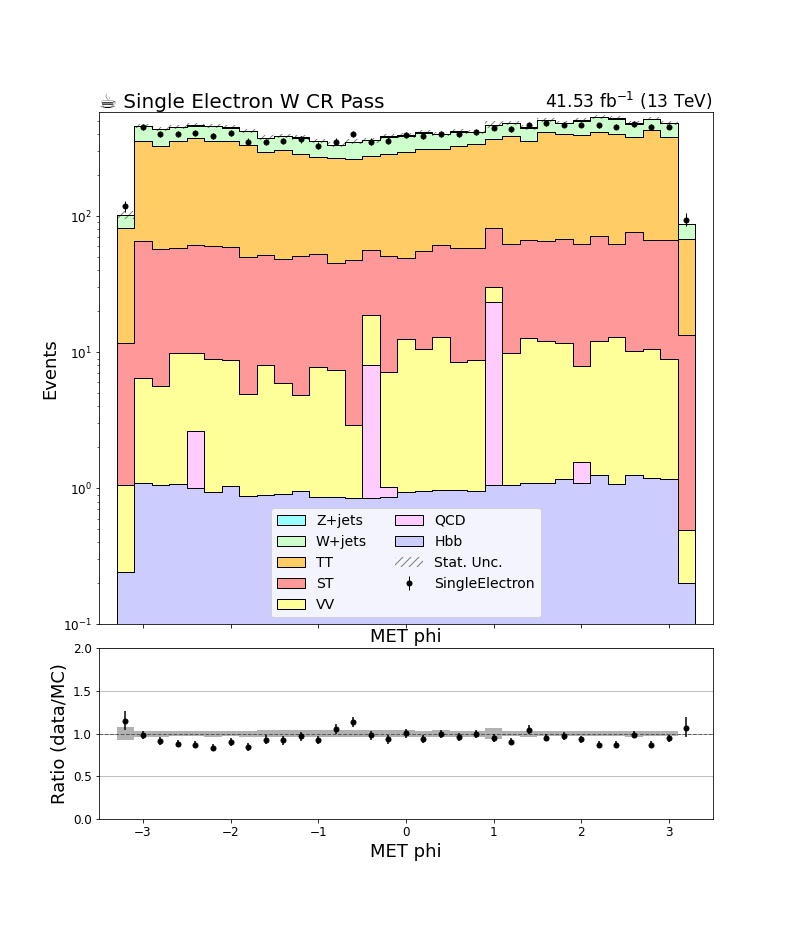 ☕ Single Electron W CR Pass
41.53 fb⁻¹ (13 TeV)
Events
10²
10¹
10⁰
10⁻¹
Z+jets
W+jets
TT
ST
VV
QCD
Hbb
Stat. Unc.
SingleElectron
MET phi
Ratio (data/MC)
2.0
1.5
1.0
0.5
0.0
−3 −2 −1 0 1 2 3
MET phi